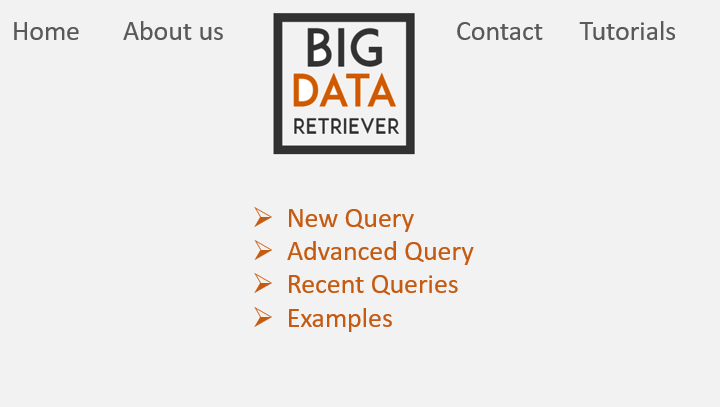 Home About us Contact Tutorials
BIG
DATA
RETRIEVER
New Query
Advanced Query
Recent Queries
Examples